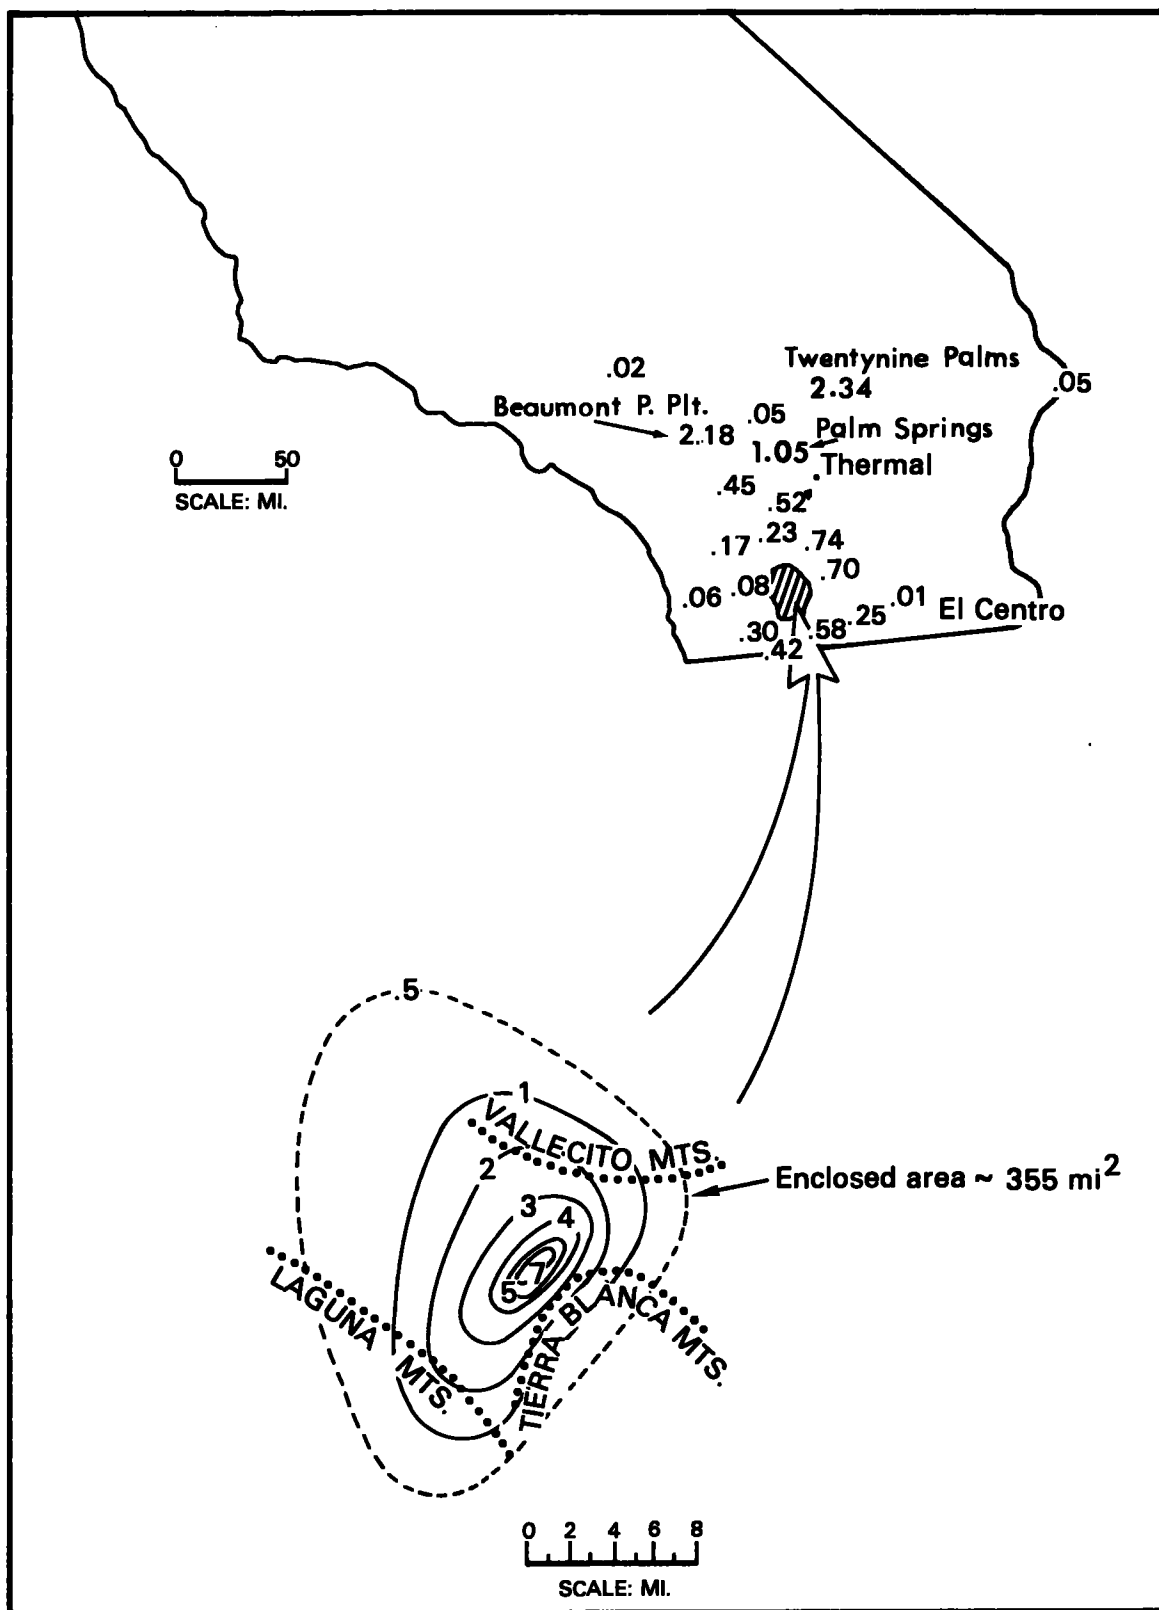 Twentynine Palms
.02
2.34
.05
Beaumont P. Plt.
.05
2.18
Palm Springs
1.05
.Thermal
0 50
SCALE: MI.
.45
.52
.23
.17
.74
.70
.08
.06
.01
El Centro
.25
.30
.58
.42
.5
1
VALLECITO MTS.
2
Enclosed area ~ 355 mi²
3
4
5
LAGUNA MTS.
TIERRA BLANCA MTS.
0 2 4 6 8
SCALE: MI.